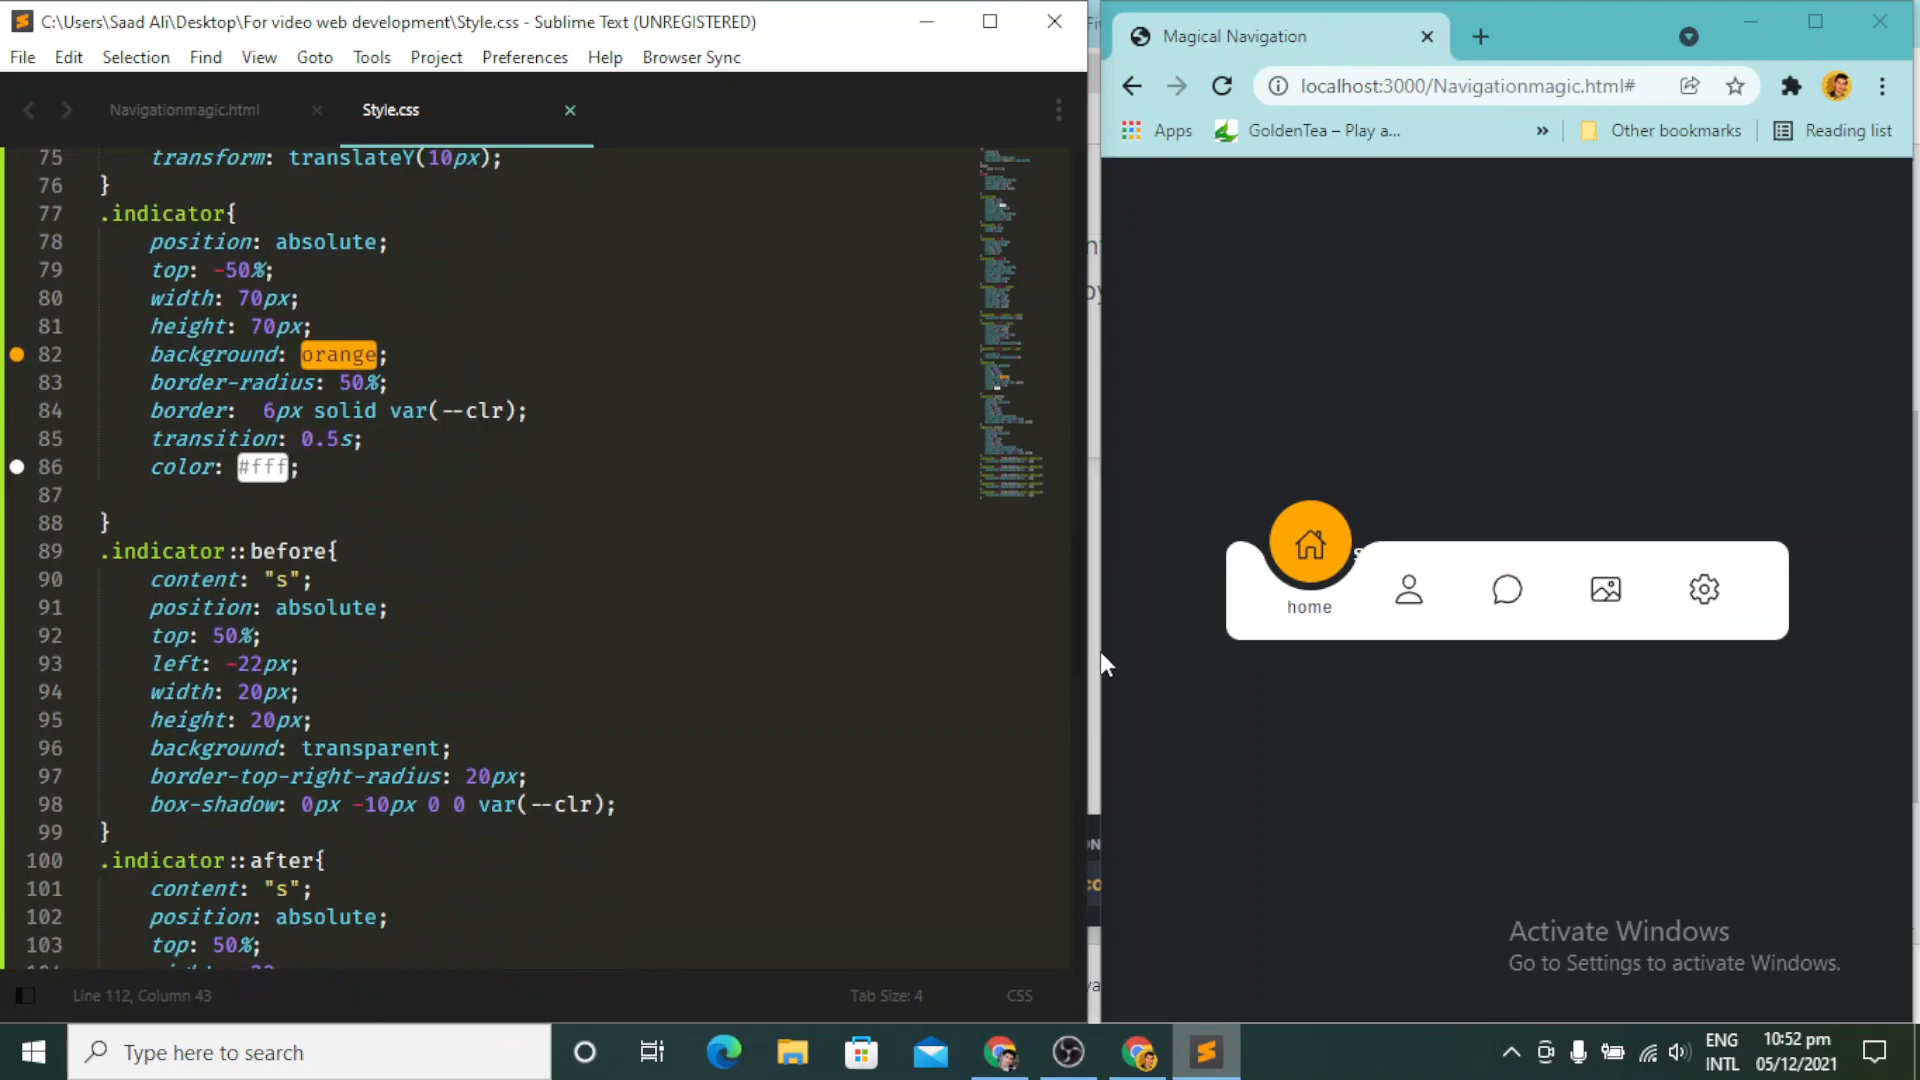 C:\Users\Saad Ali\Desktop\For video web development\Style.css - Sublime Text (UNREGISTERED)
File Edit Selection Find View Goto Tools Project Preferences Help Browser Sync
Navigationmagic.html Style.css
75 transform: translateY(10px);
76 }
77 .indicator{
78 position: absolute;
79 top: -50%;
80 width: 70px;
81 height: 70px;
82 background: orange;
83 border-radius: 50%;
84 border:  6px solid var(--clr);
85 transition: 0.5s;
86 color: #fff;
87
88 }
89 .indicator::before{
90 content: "s";
91 position: absolute;
92 top: 50%;
93 left: -22px;
94 width: 20px;
95 height: 20px;
96 background: transparent;
97 border-top-right-radius: 20px;
98 box-shadow: 0px -10px 0 0 var(--clr);
99 }
100 .indicator::after{
101 content: "s";
102 position: absolute;
103 top: 50%;
Line 112, Column 43 Tab Size: 4 CSS
Magical Navigation
localhost:3000/Navigationmagic.html#
Apps GoldenTea – Play a... » Other bookmarks Reading list
home
Activate Windows
Go to Settings to activate Windows.
Type here to search
ENG 10:52 pm
INTL 05/12/2021